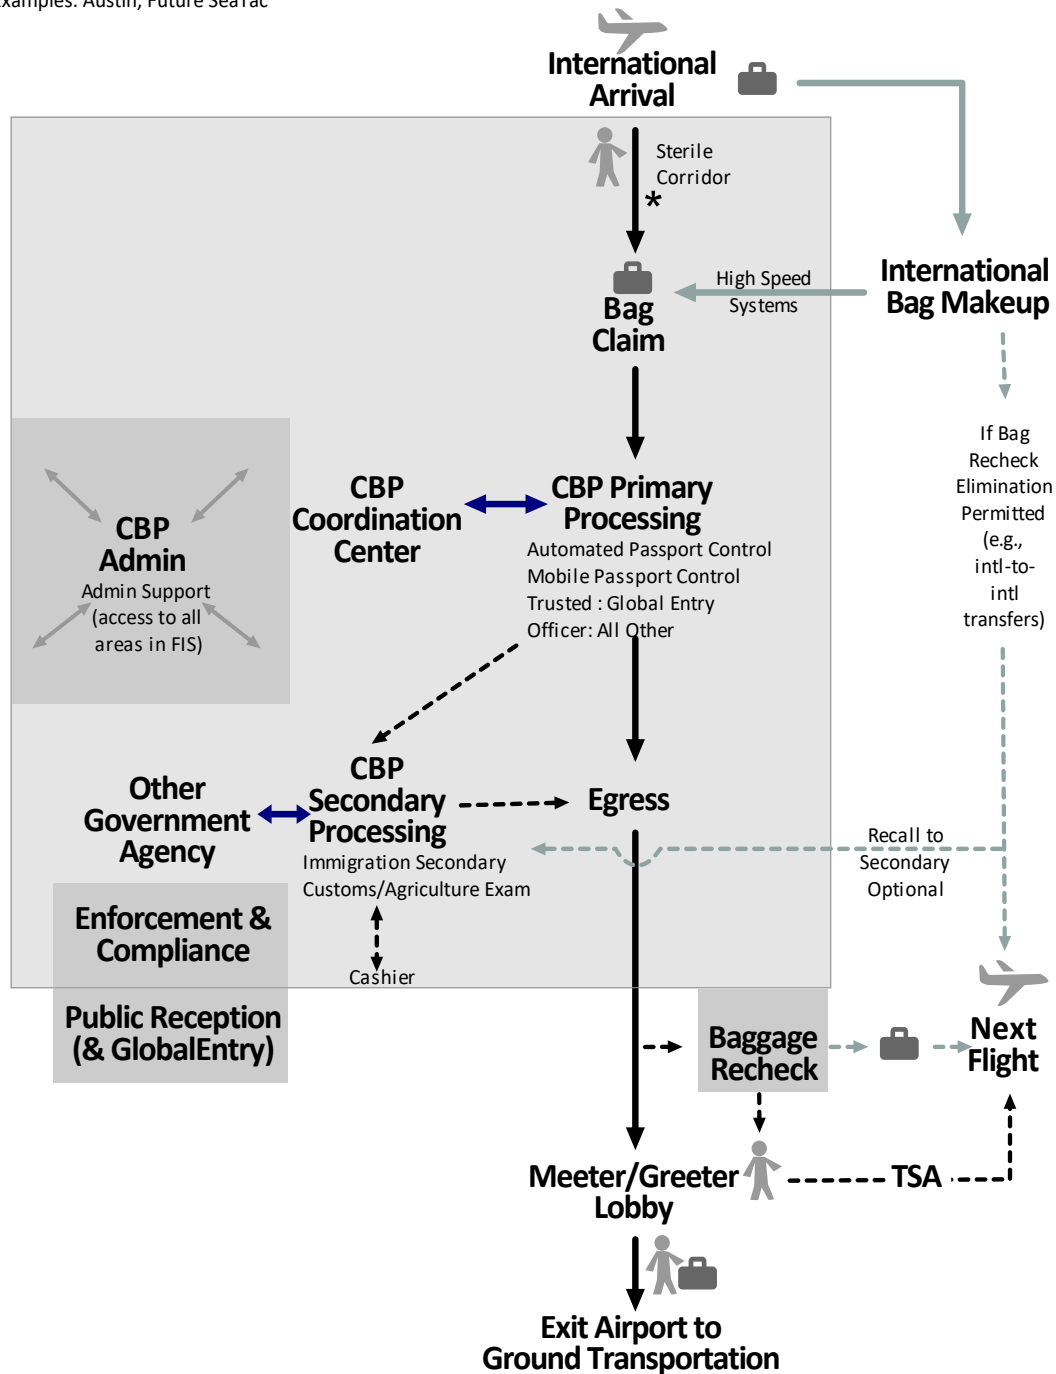 Examples: Austin, Future SeaTac
International
Arrival
Sterile
Corridor
*
High Speed
Systems
International
Bag Makeup
Bag
Claim
If Bag
Recheck
Elimination
Permitted
(e.g.,
intl-to-
intl
transfers)
CBP
Coordination
Center
CBP Primary
Processing
Automated Passport Control
Mobile Passport Control
Trusted : Global Entry
Officer: All Other
CBP
Admin
Admin Support
(access to all
areas in FIS)
Other
Government
Agency
CBP
Secondary
Processing
Immigration Secondary
Customs/Agriculture Exam
Egress
Recall to
Secondary
Optional
Enforcement &
Compliance
Cashier
Public Reception
(& GlobalEntry)
Baggage
Recheck
Next
Flight
Meeter/Greeter
Lobby
TSA
Exit Airport to
Ground Transportation